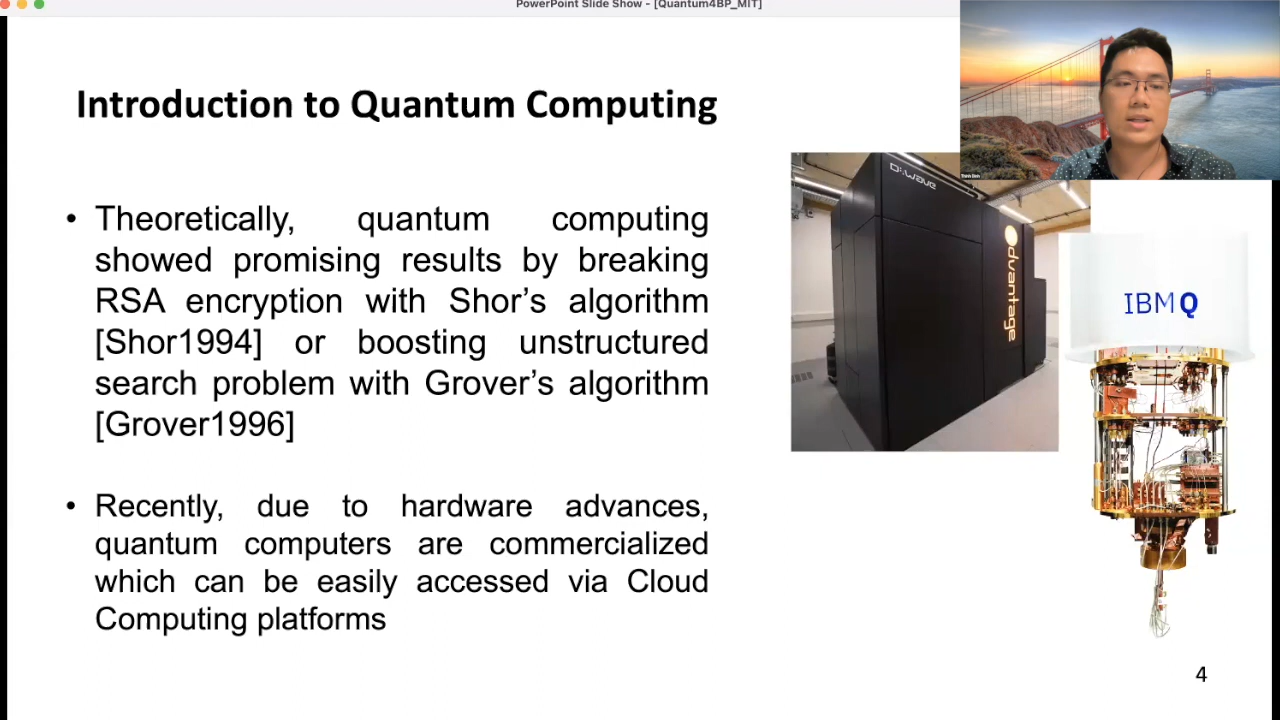 PowerPoint Slide Show - [Quantum4BP_MIT]
Introduction to Quantum Computing
• Theoretically, quantum computing
showed promising results by breaking
RSA encryption with Shor’s algorithm
[Shor1994] or boosting unstructured
search problem with Grover’s algorithm
[Grover1996]
• Recently, due to hardware advances,
quantum computers are commercialized
which can be easily accessed via Cloud
Computing platforms
D:wave
Advantage
IBM Q
4